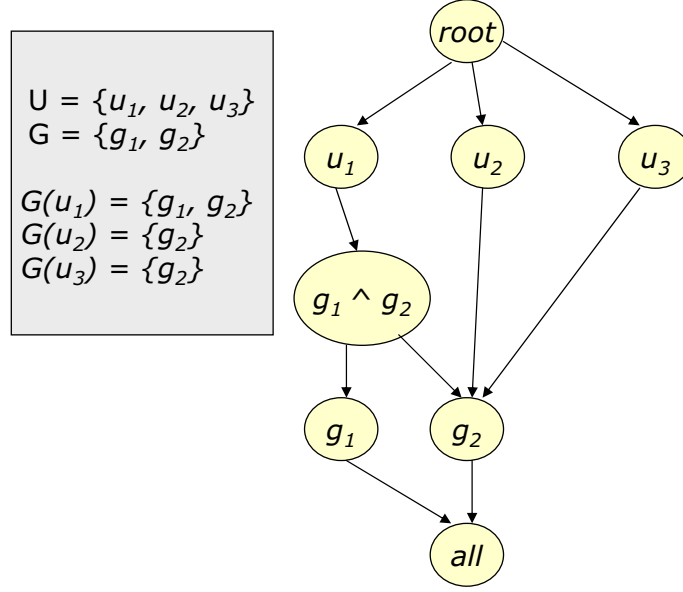 U = {u₁, u₂, u₃}
G = {g₁, g₂}
G(u₁) = {g₁, g₂}
G(u₂) = {g₂}
G(u₃) = {g₂}
root
u₁
u₂
u₃
g₁ ^ g₂
g₁
g₂
all